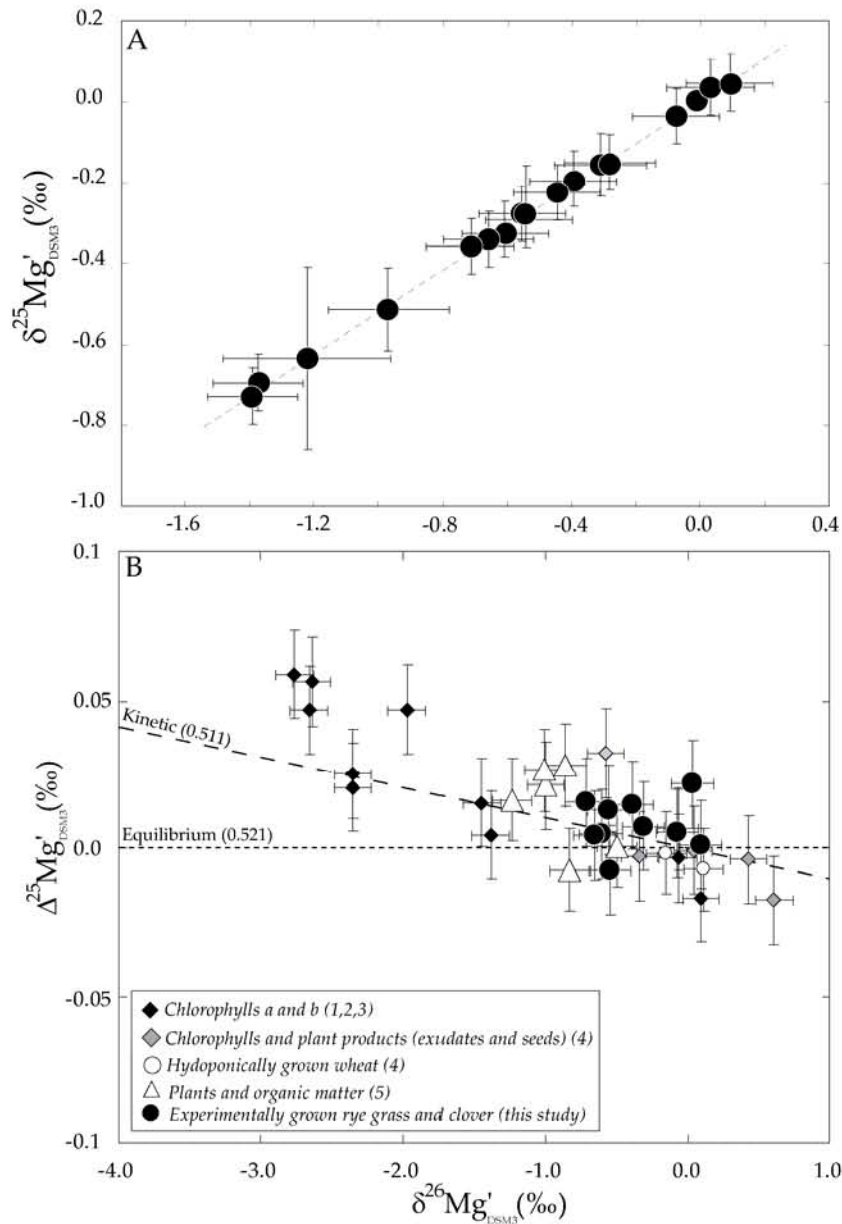 A
0.2
0.0
-0.2
-0.4
-0.6
-0.8
-1.0
δ²⁵Mg'DSM3 (‰)
-1.6 -1.2 -0.8 -0.4 0.0 0.4
B
0.1
0.05
0.0
-0.05
-0.1
Δ²⁵Mg'DSM3 (‰)
Kinetic (0.511)
Equilibrium (0.521)
Chlorophylls a and b (1,2,3)
Chlorophylls and plant products (exudates and seeds) (4)
Hydoponically grown wheat (4)
Plants and organic matter (5)
Experimentally grown rye grass and clover (this study)
-4.0 -3.0 -2.0 -1.0 0.0 1.0
δ²⁶Mg'DSM3 (‰)